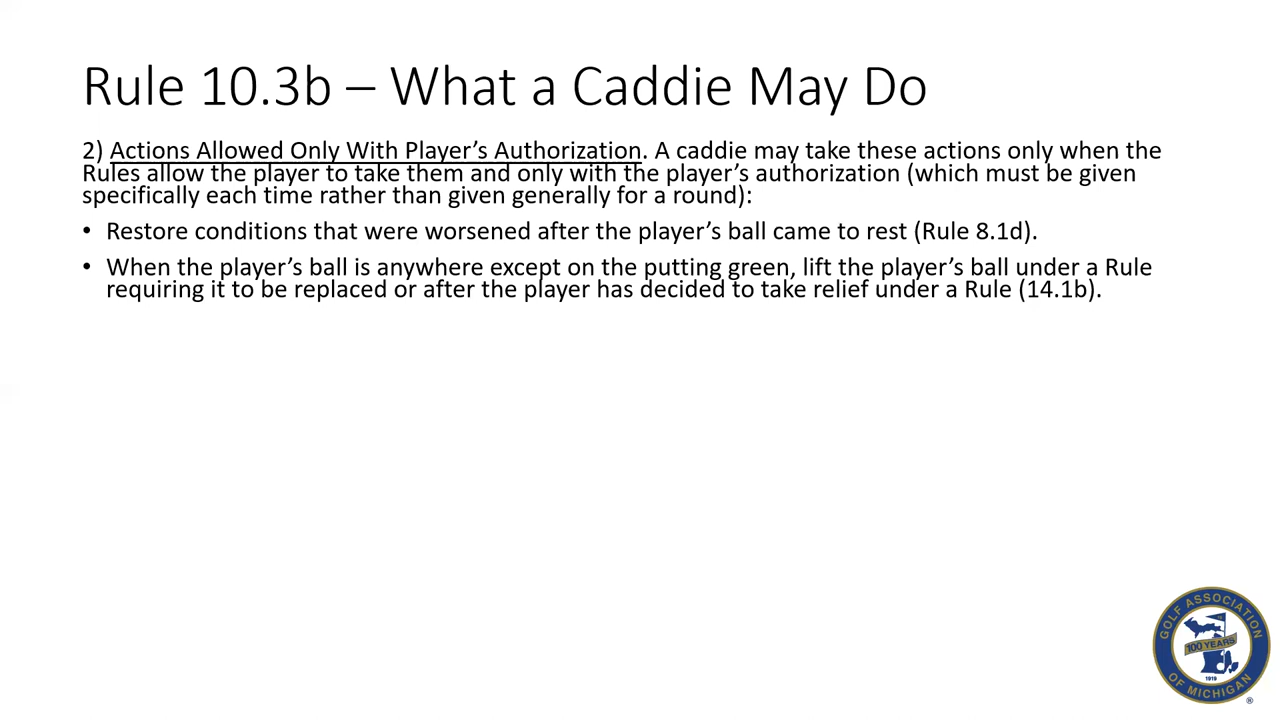 Rule 10.3b – What a Caddie May Do
2) Actions Allowed Only With Player’s Authorization. A caddie may take these actions only when the
Rules allow the player to take them and only with the player’s authorization (which must be given
specifically each time rather than given generally for a round):
• Restore conditions that were worsened after the player’s ball came to rest (Rule 8.1d).
• When the player’s ball is anywhere except on the putting green, lift the player’s ball under a Rule
requiring it to be replaced or after the player has decided to take relief under a Rule (14.1b).
GOLF ASSOCIATION
100 YEARS
1919
OF MICHIGAN
®